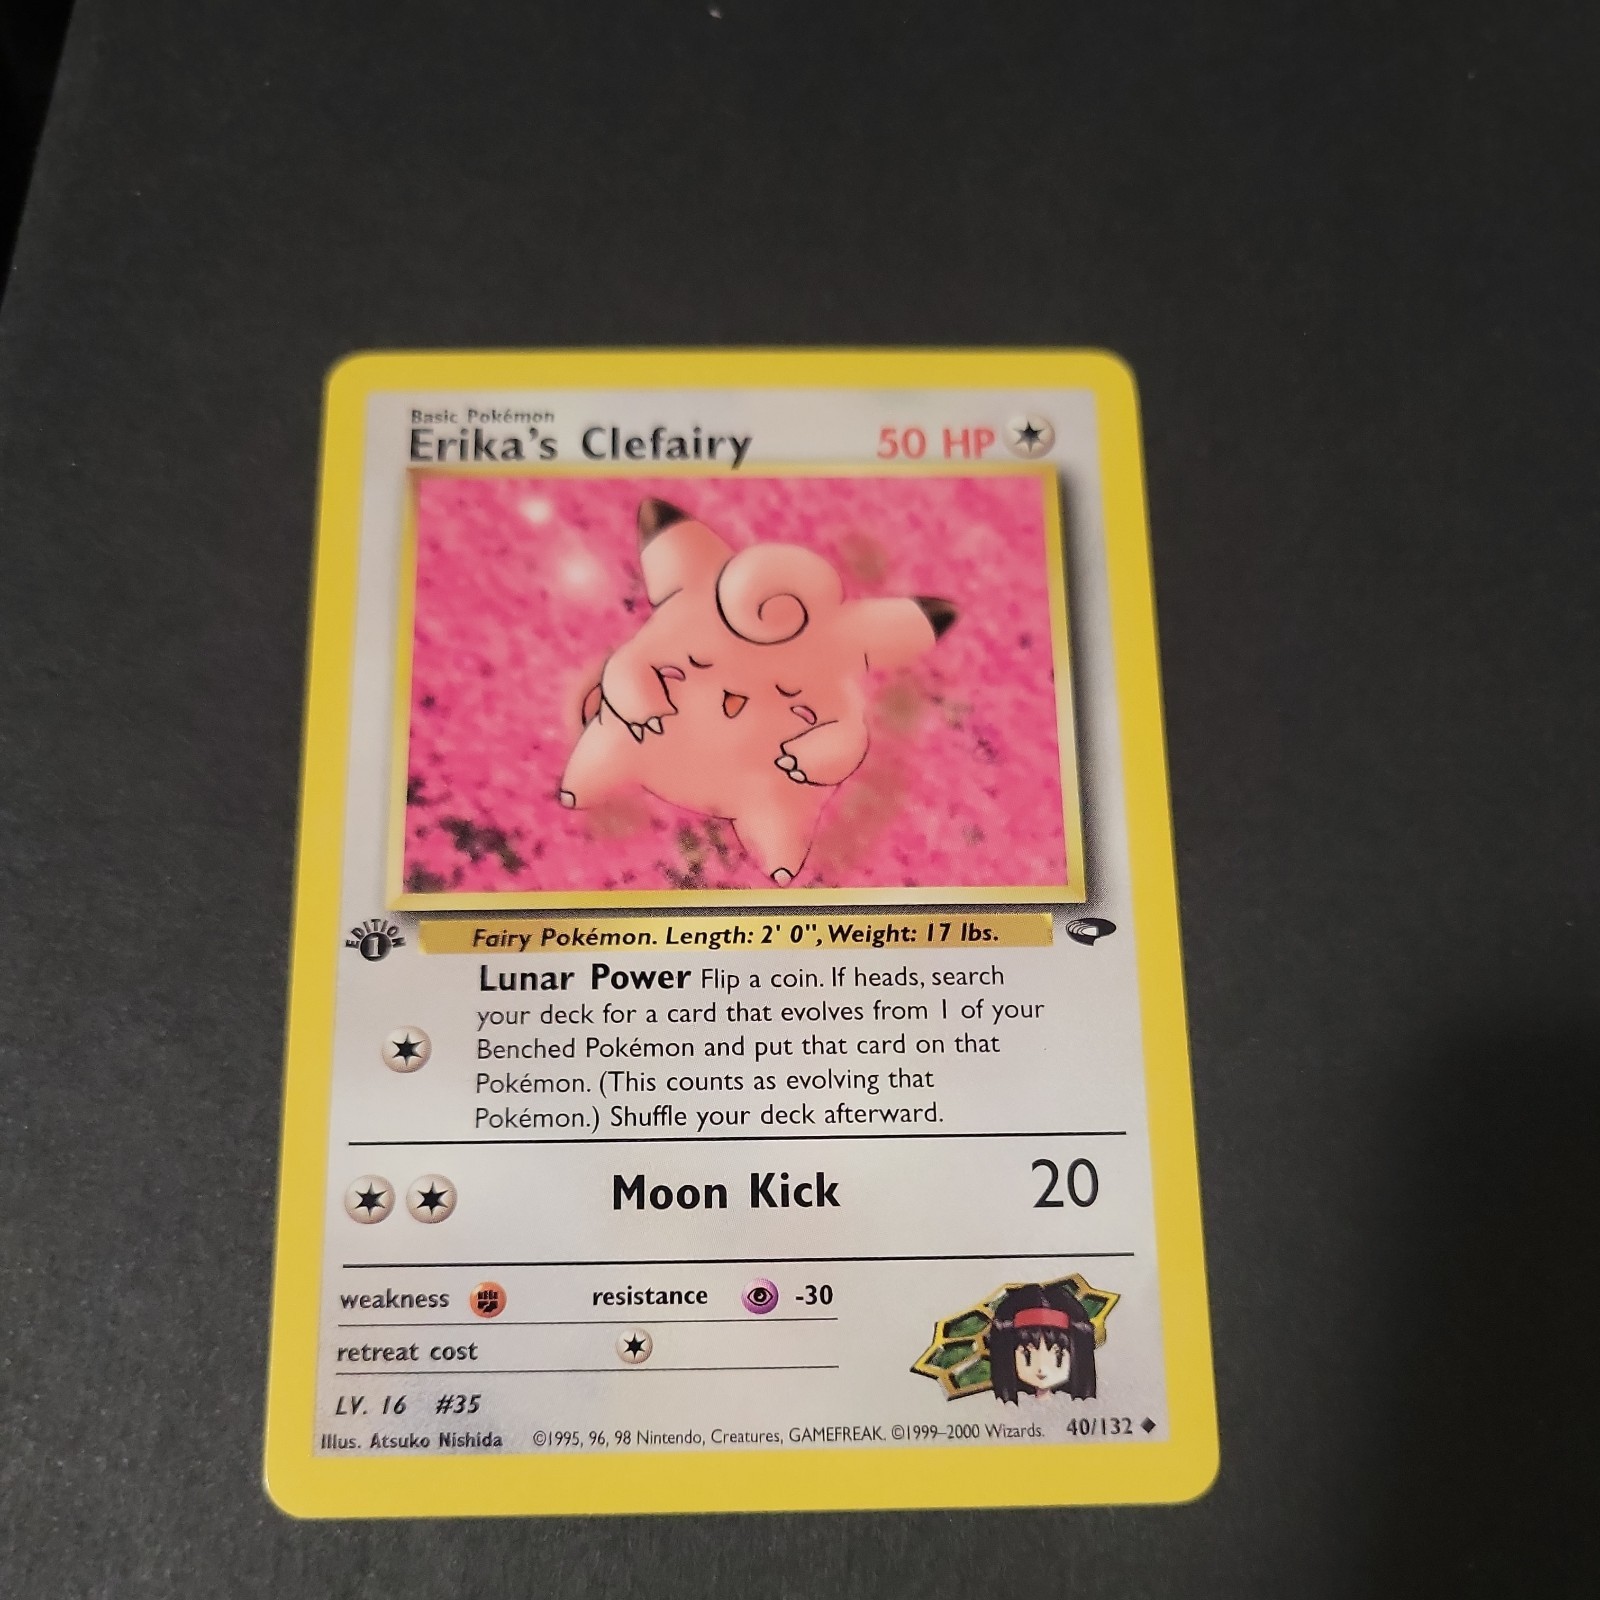 Basic Pokémon
Erika's Clefairy 50 HP
EDITION 1
Fairy Pokémon. Length: 2' 0", Weight: 17 lbs.
Lunar Power Flip a coin. If heads, search
your deck for a card that evolves from 1 of your
Benched Pokémon and put that card on that
Pokémon. (This counts as evolving that
Pokémon.) Shuffle your deck afterward.
Moon Kick 20
weakness resistance -30
retreat cost
LV. 16 #35
Illus. Atsuko Nishida ©1995, 96, 98 Nintendo, Creatures, GAMEFREAK. ©1999–2000 Wizards. 40/132